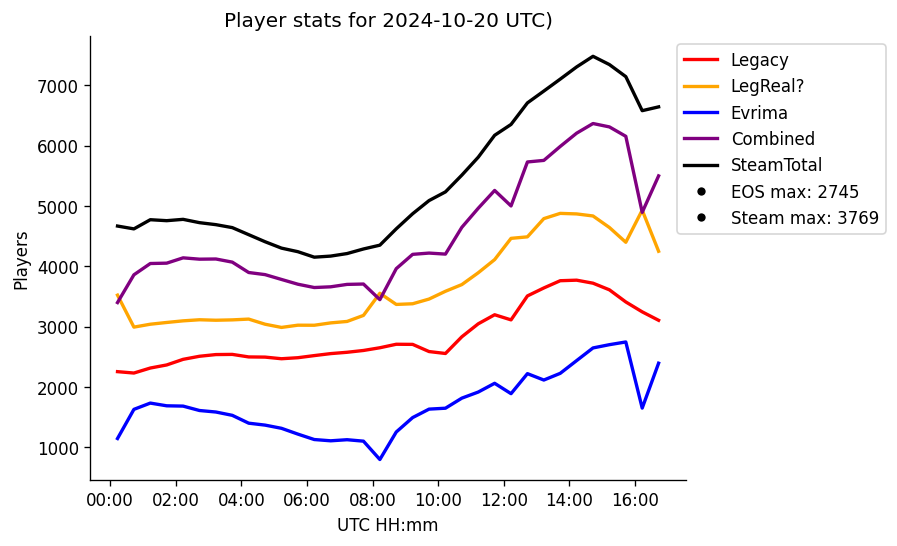 Player stats for 2024-10-20 UTC)
Players
7000
6000
5000
4000
3000
2000
1000
00:00 02:00 04:00 06:00 08:00 10:00 12:00 14:00 16:00
UTC HH:mm
Legacy
LegReal?
Evrima
Combined
SteamTotal
EOS max: 2745
Steam max: 3769